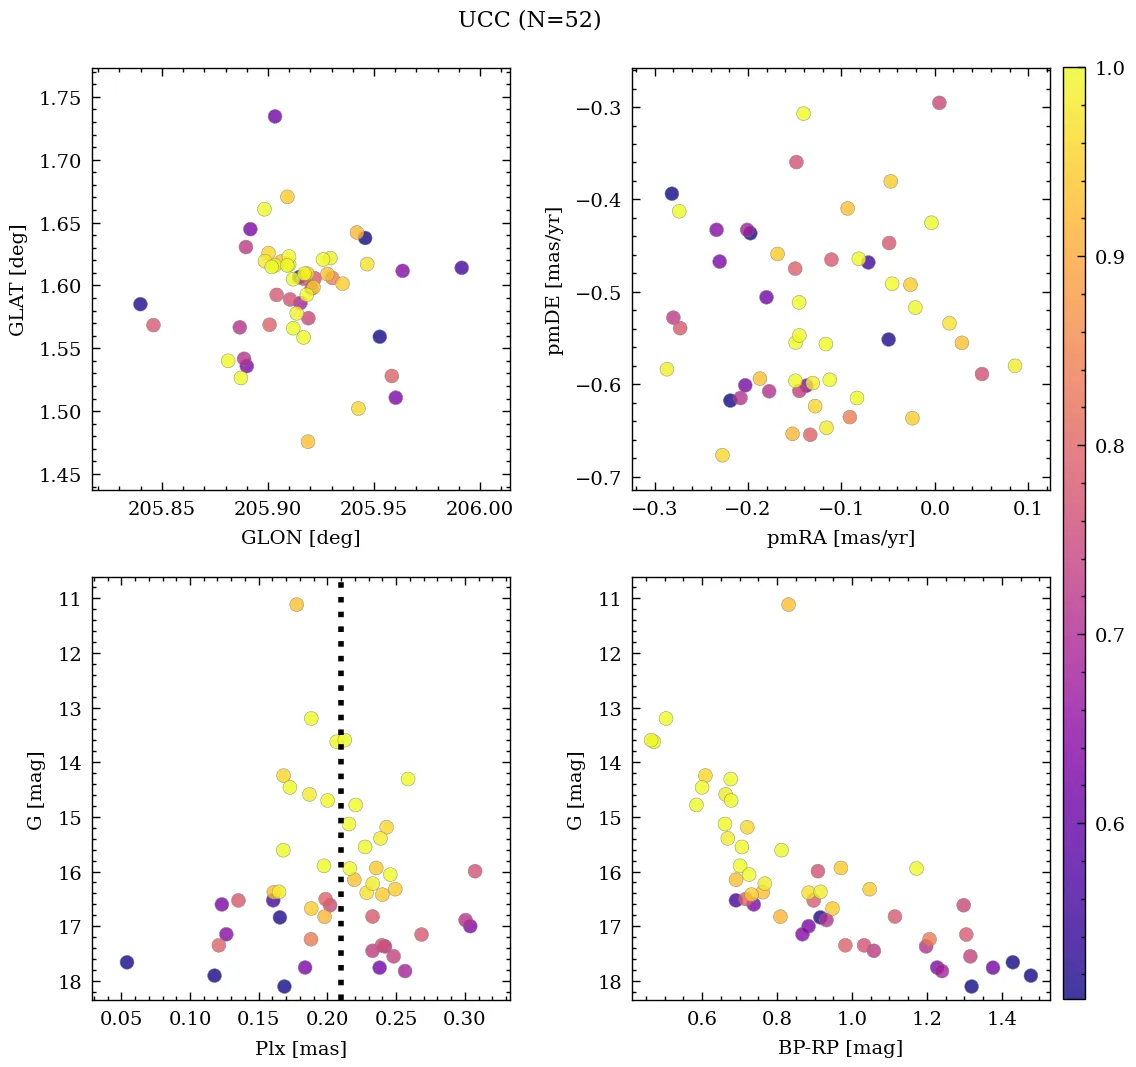 UCC (N=52)
1.75
1.70
1.65
1.60
1.55
1.50
1.45
GLAT [deg]
205.85 205.90 205.95 206.00
GLON [deg]
−0.3
−0.4
−0.5
−0.6
−0.7
pmDE [mas/yr]
−0.3 −0.2 −0.1 0.0 0.1
pmRA [mas/yr]
11
12
13
14
15
16
17
18
G [mag]
0.05 0.10 0.15 0.20 0.25 0.30
Plx [mas]
11
12
13
14
15
16
17
18
G [mag]
0.6 0.8 1.0 1.2 1.4
BP-RP [mag]
1.0
0.9
0.8
0.7
0.6